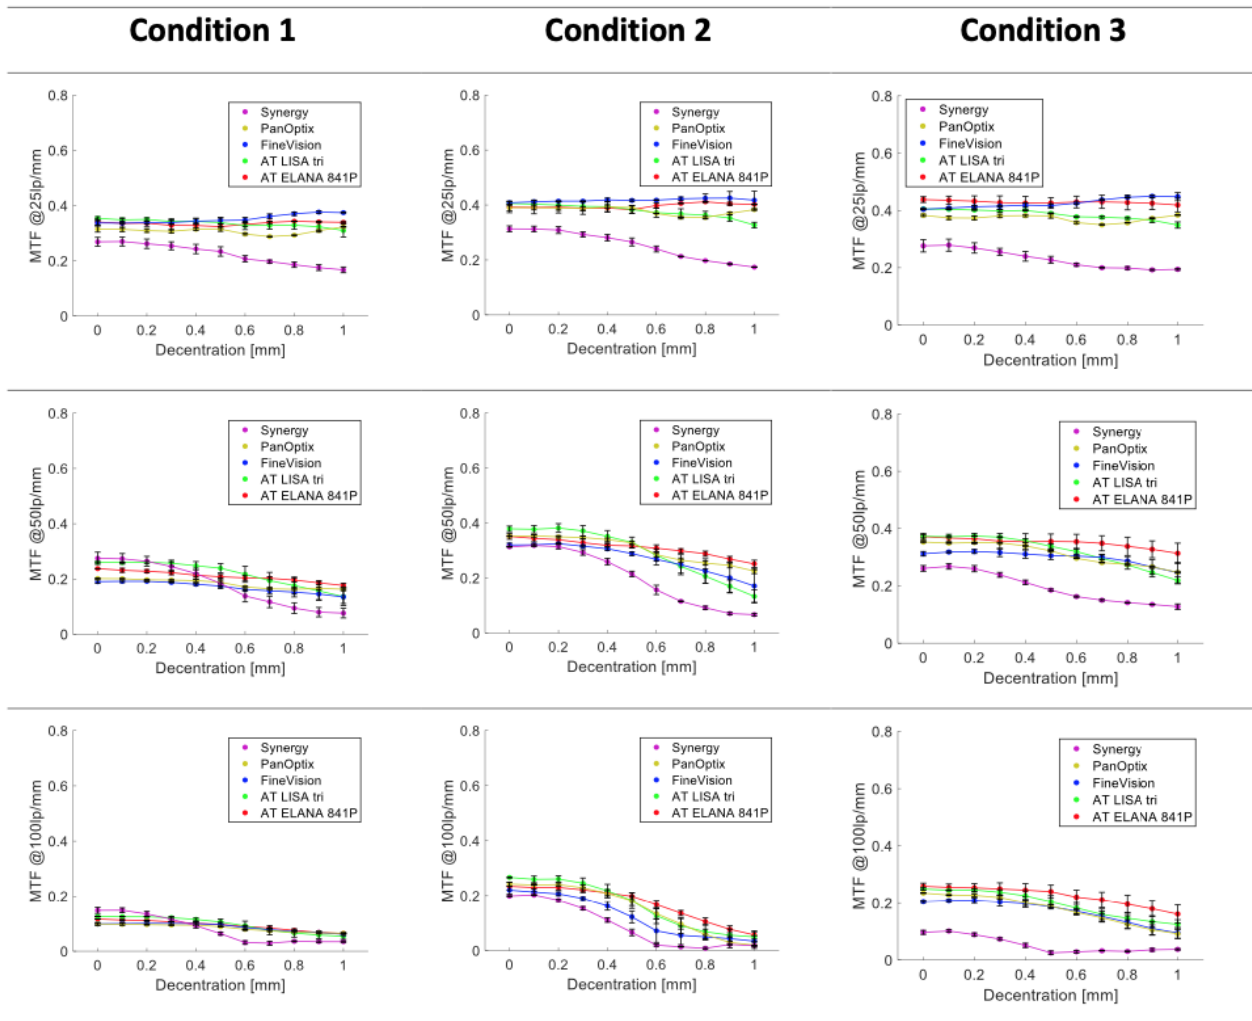 Condition 1
Condition 2
Condition 3
0.8
0.6
0.4
0.2
0
MTF @25lp/mm
Synergy
PanOptix
FineVision
AT LISA tri
AT ELANA 841P
0 0.2 0.4 0.6 0.8 1
Decentration [mm]
0.8
0.6
0.4
0.2
0
MTF @25lp/mm
Synergy
PanOptix
FineVision
AT LISA tri
AT ELANA 841P
0 0.2 0.4 0.6 0.8 1
Decentration [mm]
0.8
0.6
0.4
0.2
0
MTF @25lp/mm
Synergy
PanOptix
FineVision
AT LISA tri
AT ELANA 841P
0 0.2 0.4 0.6 0.8 1
Decentration [mm]
0.8
0.6
0.4
0.2
0
MTF @50lp/mm
Synergy
PanOptix
FineVision
AT LISA tri
AT ELANA 841P
0 0.2 0.4 0.6 0.8 1
Decentration [mm]
0.8
0.6
0.4
0.2
0
MTF @50lp/mm
Synergy
PanOptix
FineVision
AT LISA tri
AT ELANA 841P
0 0.2 0.4 0.6 0.8 1
Decentration [mm]
0.8
0.6
0.4
0.2
0
MTF @50lp/mm
Synergy
PanOptix
FineVision
AT LISA tri
AT ELANA 841P
0 0.2 0.4 0.6 0.8 1
Decentration [mm]
0.8
0.6
0.4
0.2
0
MTF @100lp/mm
Synergy
PanOptix
FineVision
AT LISA tri
AT ELANA 841P
0 0.2 0.4 0.6 0.8 1
Decentration [mm]
0.8
0.6
0.4
0.2
0
MTF @100lp/mm
Synergy
PanOptix
FineVision
AT LISA tri
AT ELANA 841P
0 0.2 0.4 0.6 0.8 1
Decentration [mm]
0.8
0.6
0.4
0.2
0
MTF @100lp/mm
Synergy
PanOptix
FineVision
AT LISA tri
AT ELANA 841P
0 0.2 0.4 0.6 0.8 1
Decentration [mm]